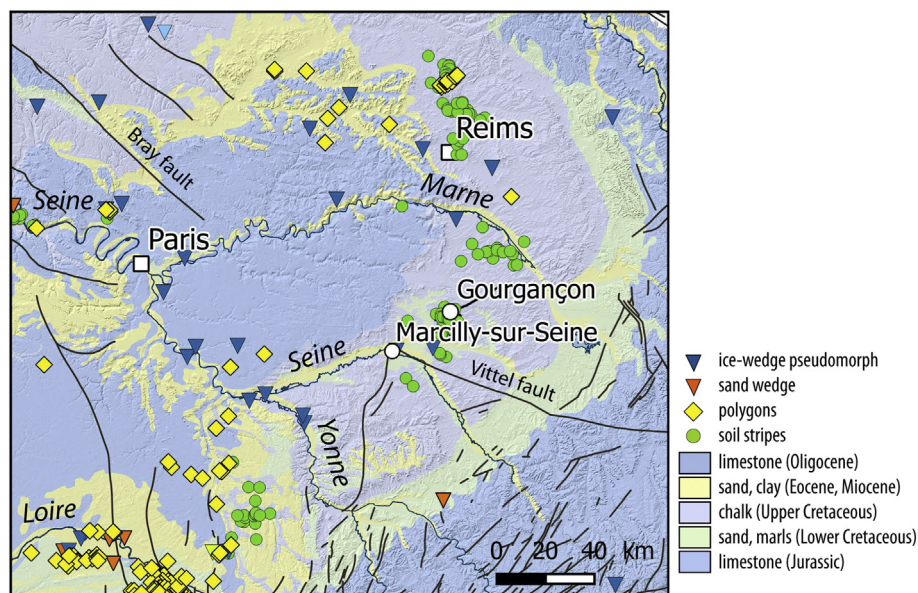 Bray fault
Reims
Seine
Marne
Paris
Gourgançon
Marcilly-sur-Seine
Seine
Vittel fault
Yonne
Loire
0 20 40 km
ice-wedge pseudomorph
sand wedge
polygons
soil stripes
limestone (Oligocene)
sand, clay (Eocene, Miocene)
chalk (Upper Cretaceous)
sand, marls (Lower Cretaceous)
limestone (Jurassic)